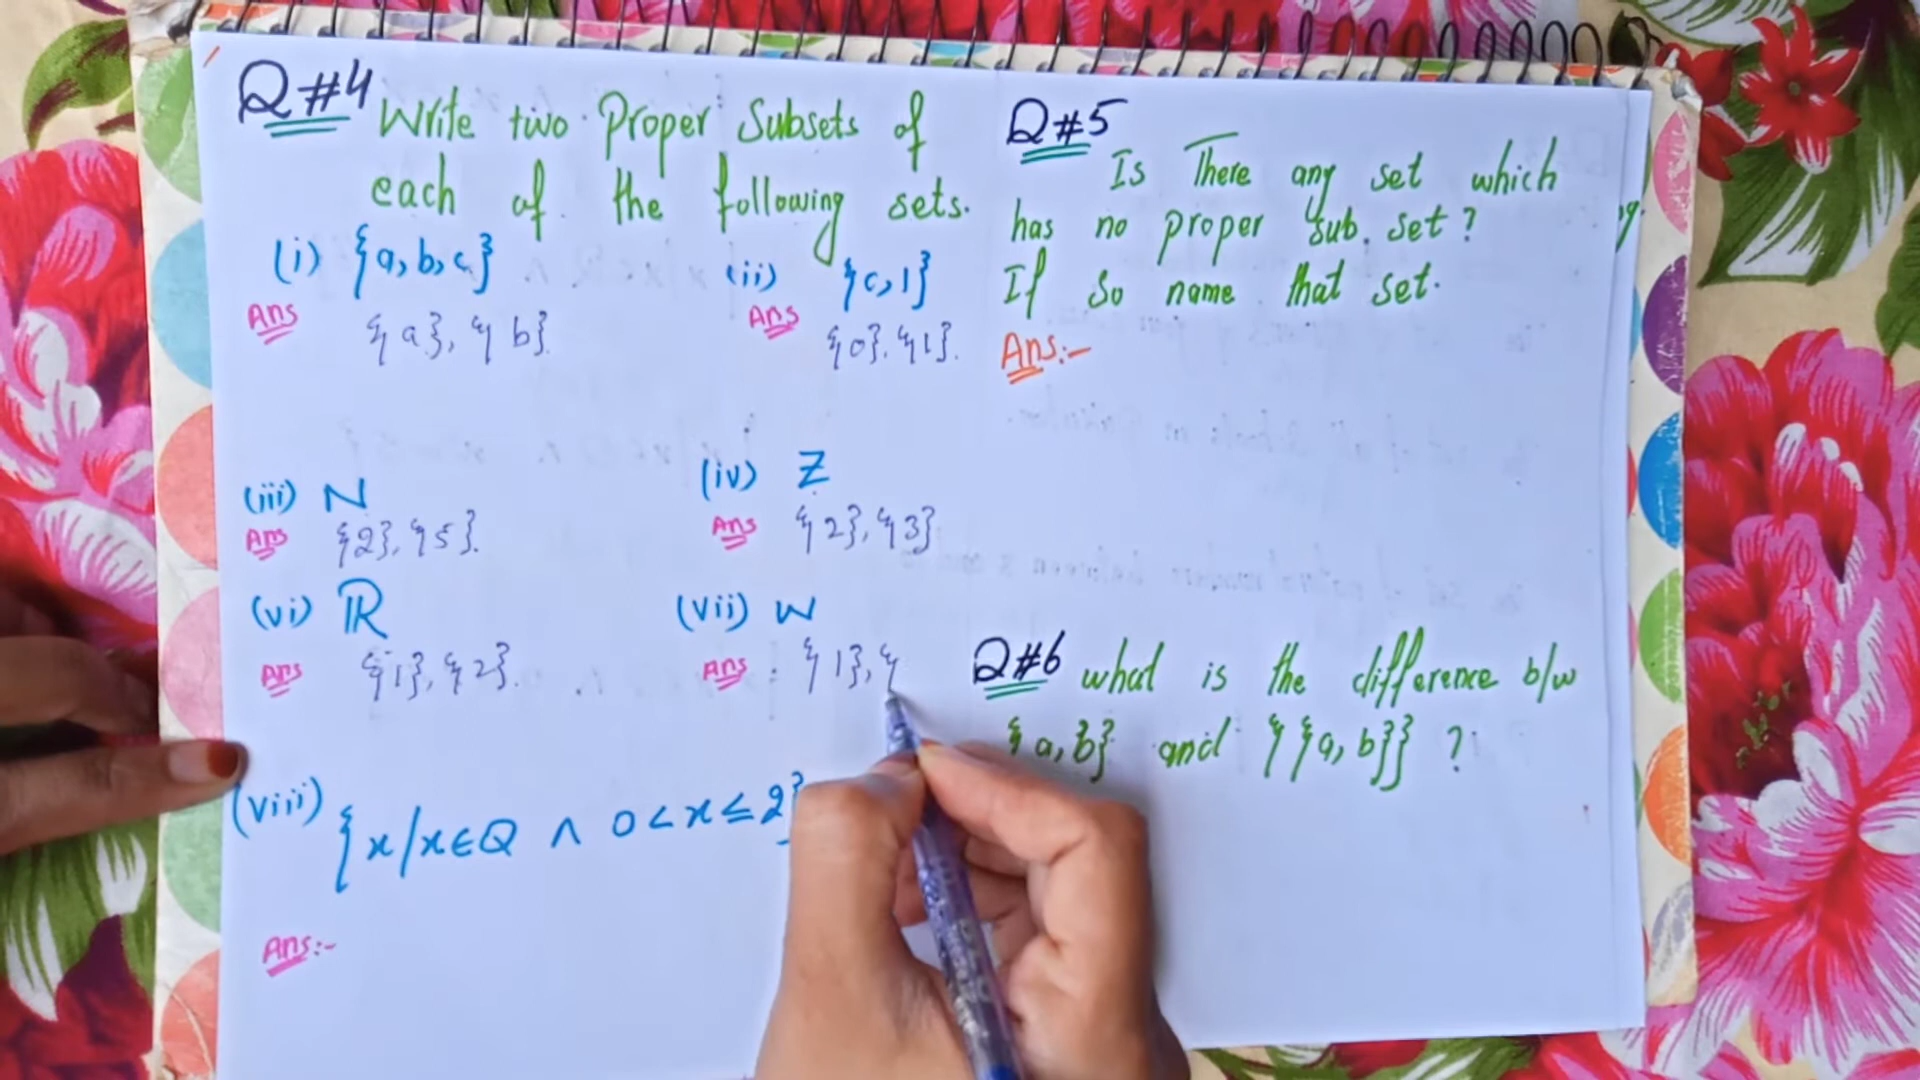 Q#4 Write two Proper Subsets of
each of the following sets.
(i) {a, b, c}
(ii) {c, 1}
Ans {a}, { b}.
Ans {0}, {1}.
(iii) N
(iv) Z
Ans {2}, {5}.
Ans {2}, {3}
(vi) R
(vii) W
Ans {1}, {2}.
Ans : {1}, {
(viii) {x/x∈Q ∧ 0<x≤2}
Ans:-
Q#5
Is There any set which
has no proper sub. set?
If so name that set.
Ans:-
Q#6 what is the difference b/w
{a, b} and {{a, b}} ?